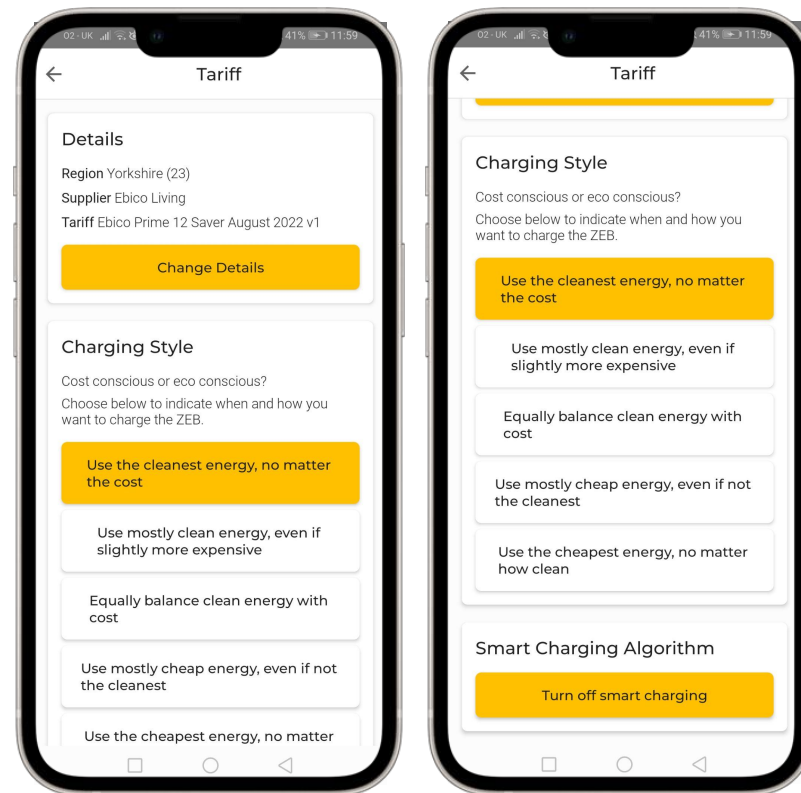 O2-UK 41% 11:59
Tariff
Details
Region Yorkshire (23)
Supplier Ebico Living
Tariff Ebico Prime 12 Saver August 2022 v1
Change Details
Charging Style
Cost conscious or eco conscious?
Choose below to indicate when and how you
want to charge the ZEB.
Use the cleanest energy, no matter
the cost
Use mostly clean energy, even if
slightly more expensive
Equally balance clean energy with
cost
Use mostly cheap energy, even if not
the cleanest
Use the cheapest energy, no matter
O2-UK 41% 11:59
Tariff
Charging Style
Cost conscious or eco conscious?
Choose below to indicate when and how you
want to charge the ZEB.
Use the cleanest energy, no matter
the cost
Use mostly clean energy, even if
slightly more expensive
Equally balance clean energy with
cost
Use mostly cheap energy, even if not
the cleanest
Use the cheapest energy, no matter
how clean
Smart Charging Algorithm
Turn off smart charging